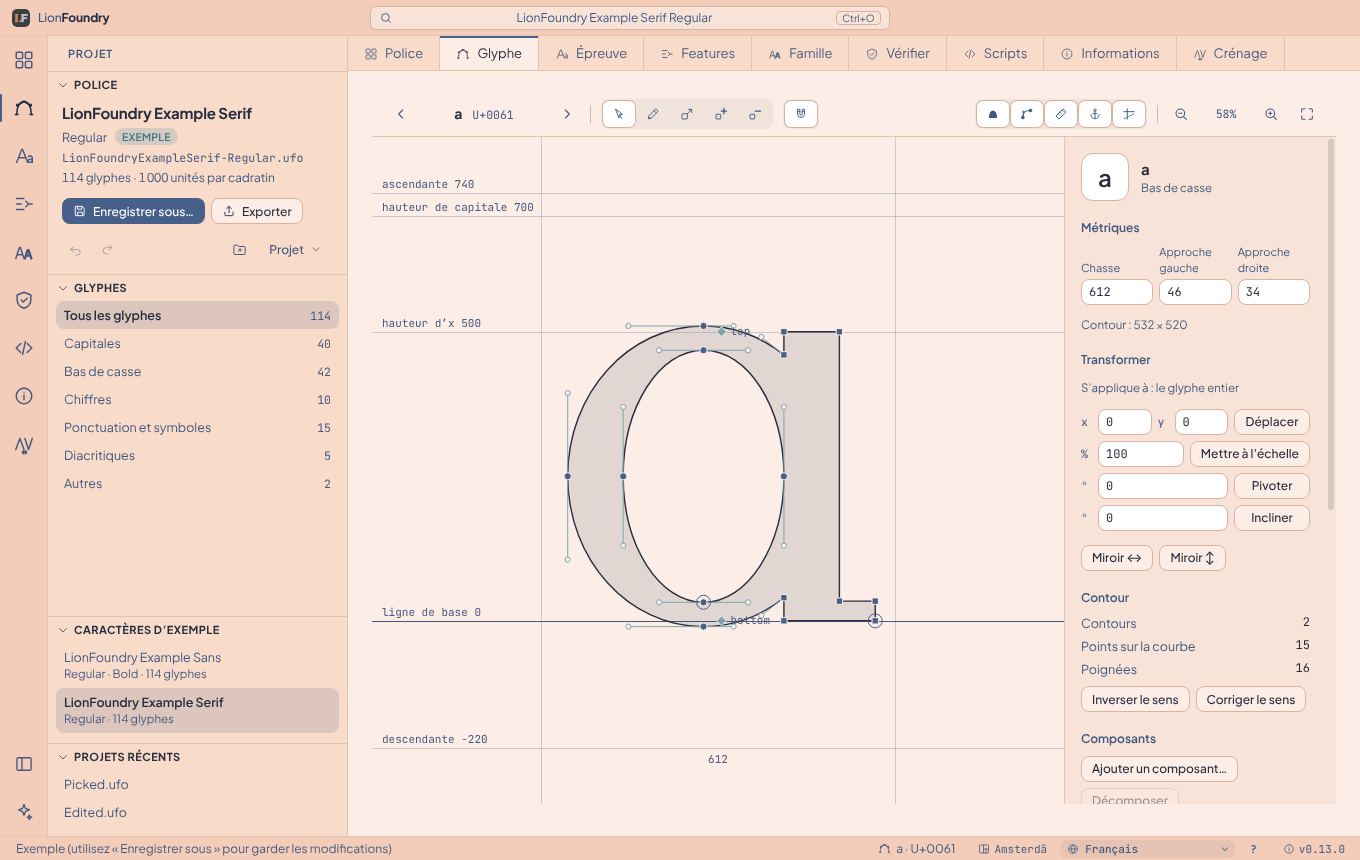 LF LionFoundry
LionFoundry Example Serif Regular
Ctrl+O
PROJET
Police
Glyphe
Épreuve
Features
Famille
Vérifier
Scripts
Informations
Crénage
POLICE
LionFoundry Example Serif
Regular EXEMPLE
LionFoundryExampleSerif-Regular.ufo
114 glyphes · 1 000 unités par cadratin
Enregistrer sous…
Exporter
Projet
GLYPHES
Tous les glyphes 114
Capitales 40
Bas de casse 42
Chiffres 10
Ponctuation et symboles 15
Diacritiques 5
Autres 2
CARACTÈRES D’EXEMPLE
LionFoundry Example Sans
Regular · Bold · 114 glyphes
LionFoundry Example Serif
Regular · 114 glyphes
PROJETS RÉCENTS
Picked.ufo
Edited.ufo
a U+0061
58%
ascendante 740
hauteur de capitale 700
hauteur d’x 500
top
ligne de base 0
bottom
descendante -220
612
a
a
Bas de casse
Métriques
Chasse
Approche gauche
Approche droite
612
46
34
Contour : 532 × 520
Transformer
S’applique à : le glyphe entier
x 0 y 0 Déplacer
% 100 Mettre à l’échelle
° 0 Pivoter
° 0 Incliner
Miroir ↔ Miroir ↕
Contour
Contours 2
Points sur la courbe 15
Poignées 16
Inverser le sens
Corriger le sens
Composants
Ajouter un composant…
Décomposer
Exemple (utilisez « Enregistrer sous » pour garder les modifications)
a · U+0061
Amsterdã
Français
?
v0.13.0